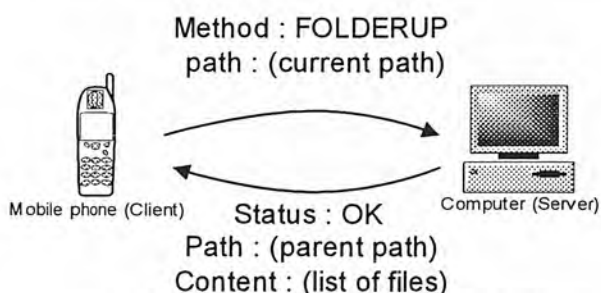 Method : FOLDERUP
path : (current path)
Mobile phone (Client)
Computer (Server)
Status : OK
Path : (parent path)
Content : (list of files)